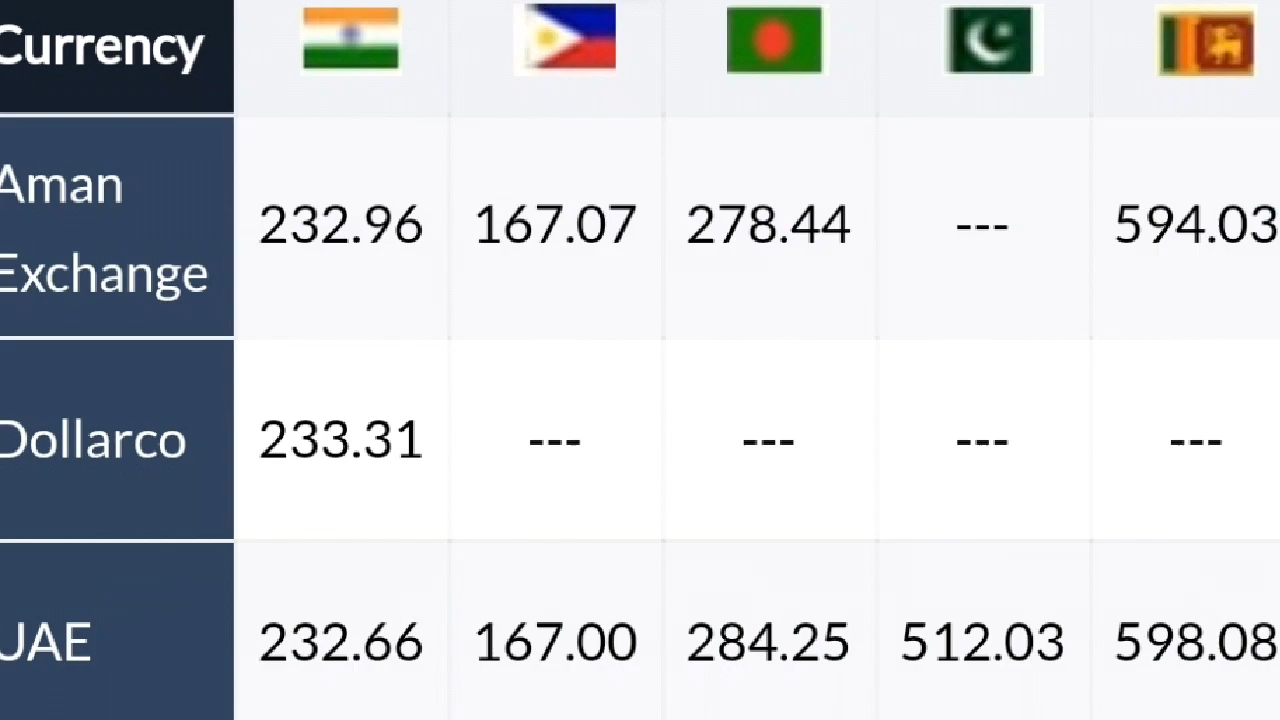 Currency
Aman
Exchange
232.96 167.07 278.44 --- 594.03
Dollarco
233.31 --- --- --- ---
UAE
232.66 167.00 284.25 512.03 598.08